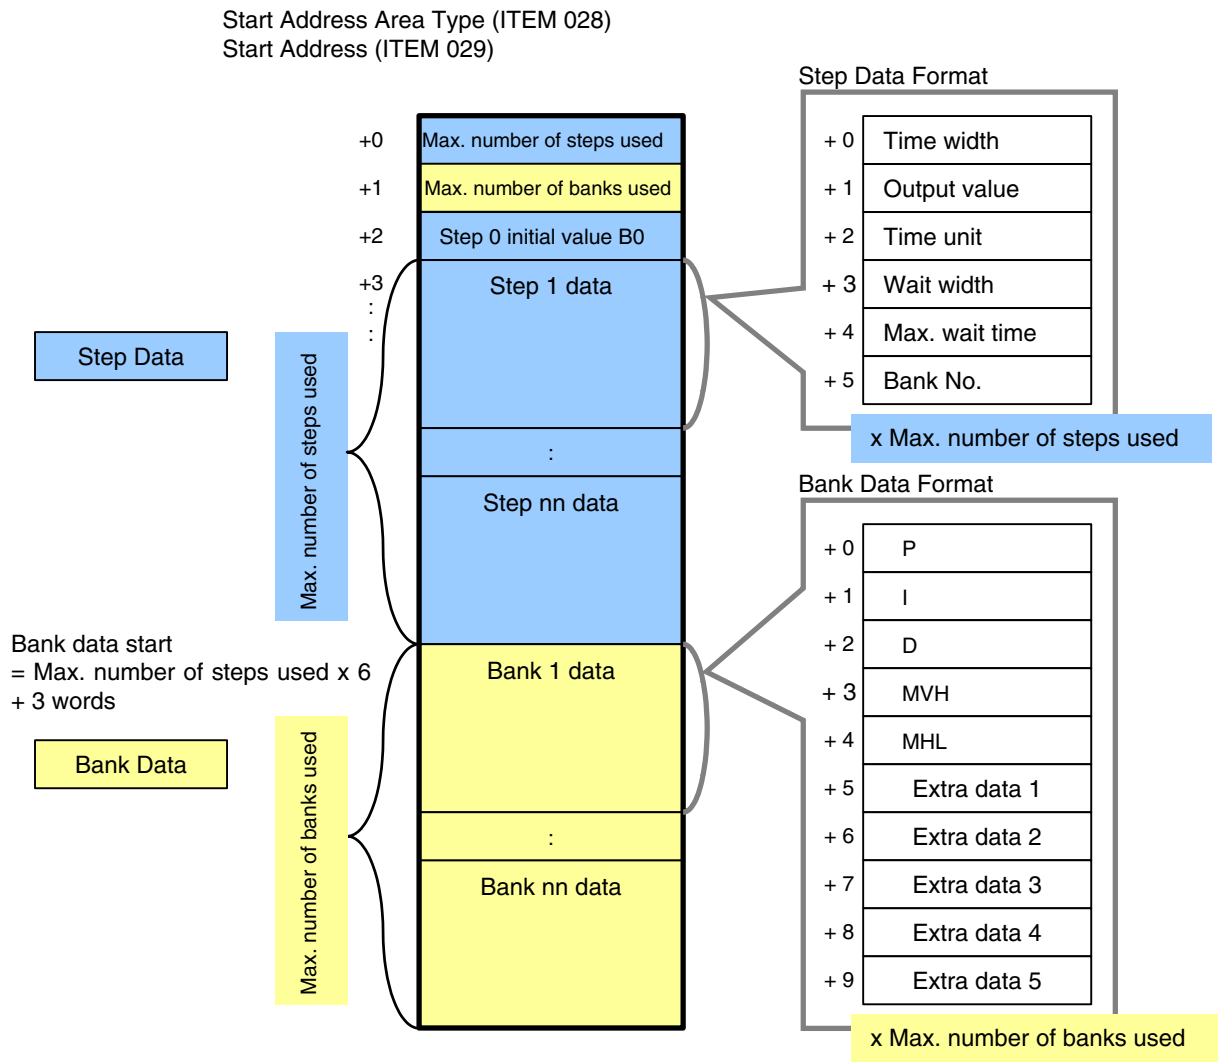 Start Address Area Type (ITEM 028)
Start Address (ITEM 029)
+0
Max. number of steps used
+1
Max. number of banks used
+2
Step 0 initial value B0
+3
:
:
Step 1 data
:
Step nn data
Bank 1 data
:
Bank nn data
Step Data
Max. number of steps used
Bank data start
= Max. number of steps used x 6
+ 3 words
Bank Data
Max. number of banks used
Step Data Format
+ 0 Time width
+ 1 Output value
+ 2 Time unit
+ 3 Wait width
+ 4 Max. wait time
+ 5 Bank No.
x Max. number of steps used
Bank Data Format
+ 0 P
+ 1 I
+ 2 D
+ 3 MVH
+ 4 MHL
+ 5 Extra data 1
+ 6 Extra data 2
+ 7 Extra data 3
+ 8 Extra data 4
+ 9 Extra data 5
x Max. number of banks used